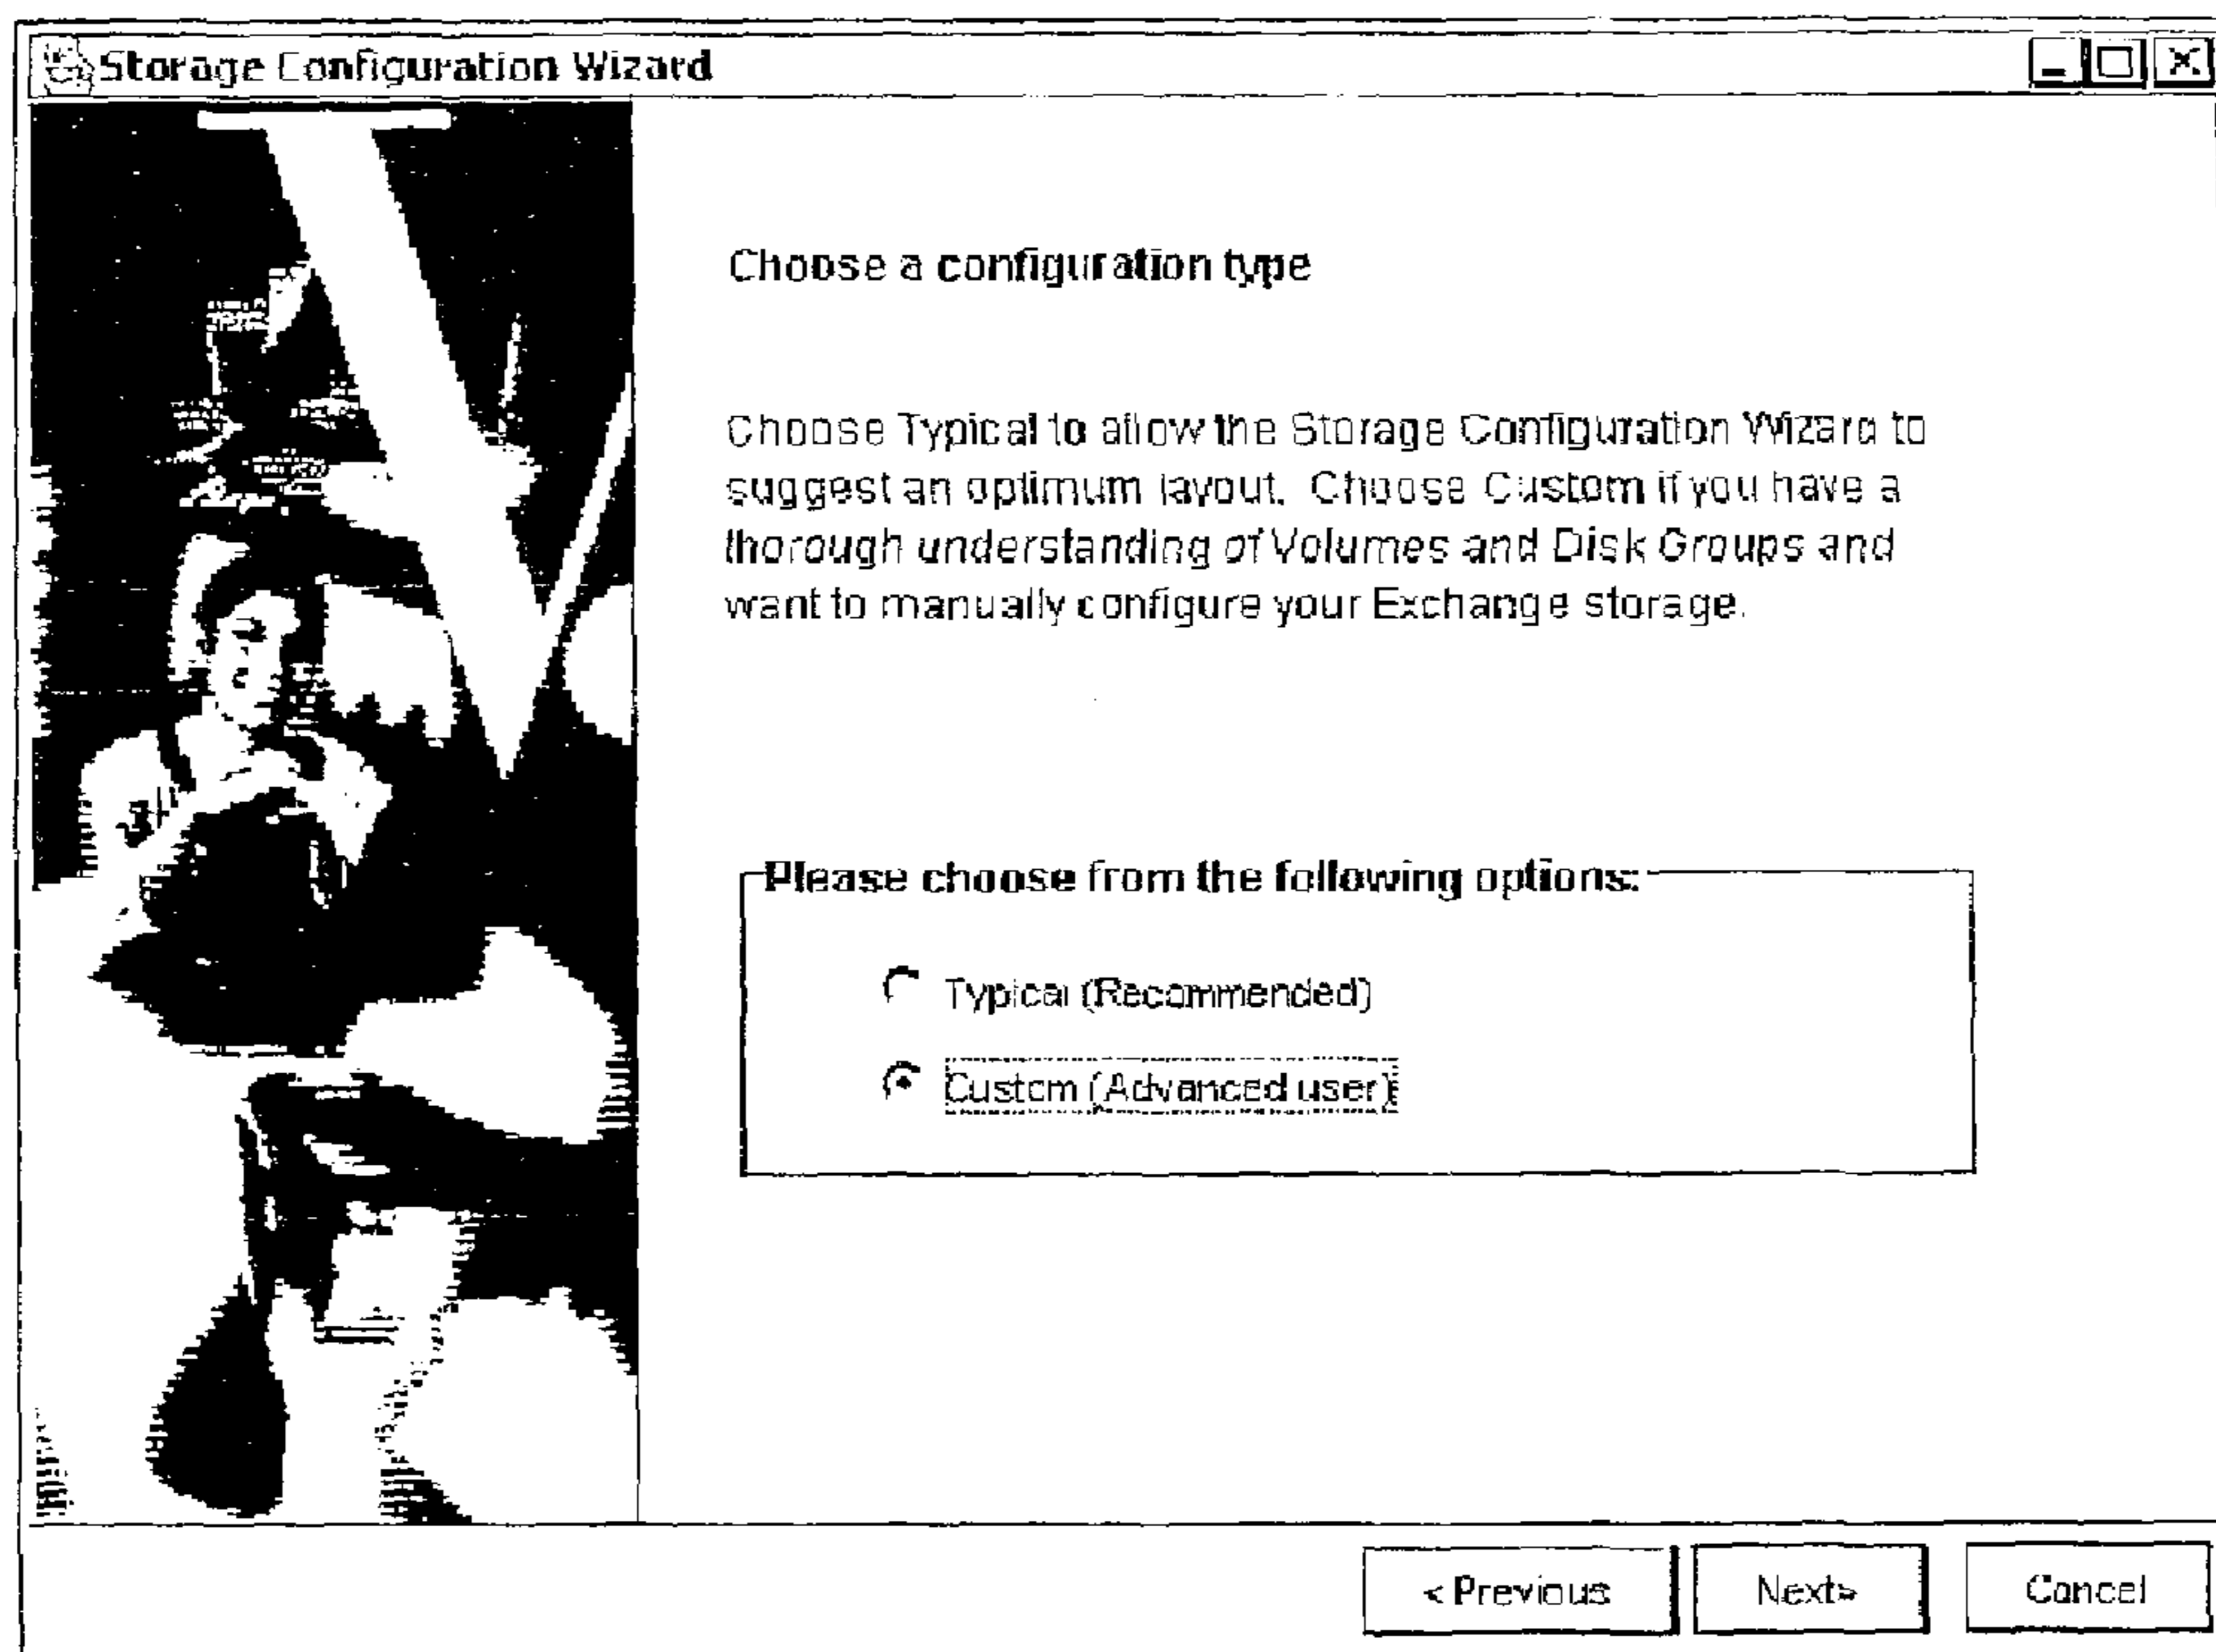 Storage Configuration Wizard
Choose a configuration type
Choose Typical to allow the Storage Configuration Wizard to
suggest an optimum layout. Choose Custom if you have a
thorough understanding of Volumes and Disk Groups and
want to manually configure your Exchange storage.
Please choose from the following options:
Typical (Recommended)
Custom (Advanced user)
< Previous
Next>
Cancel